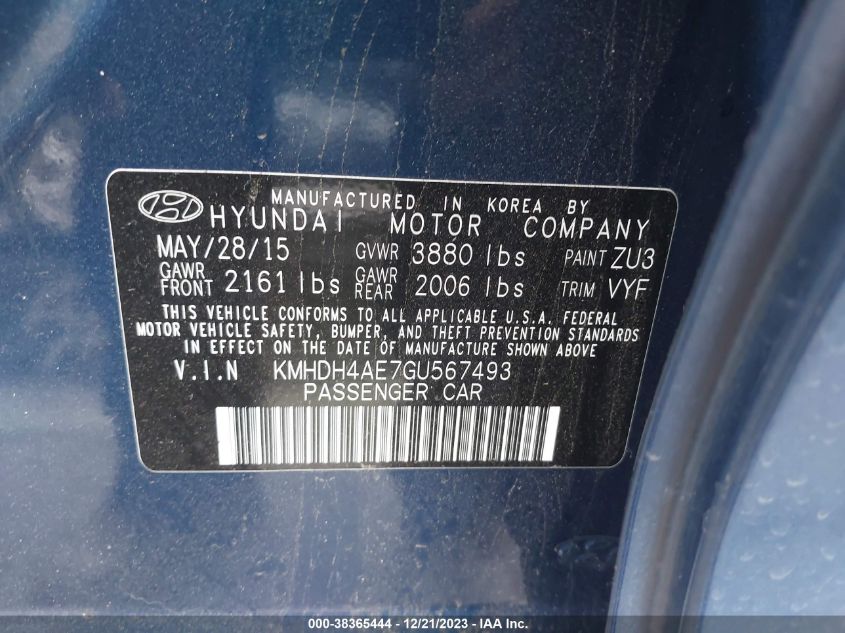 MANUFACTURED IN KOREA BY
HYUNDAI MOTOR COMPANY
MAY/28/15 GVWR 3880 lbs PAINT ZU3
GAWR FRONT 2161 lbs GAWR REAR 2006 lbs TRIM VYF
THIS VEHICLE CONFORMS TO ALL APPLICABLE U.S.A. FEDERAL
MOTOR VEHICLE SAFETY, BUMPER, AND THEFT PREVENTION STANDARDS
IN EFFECT ON THE DATE OF MANUFACTURE SHOWN ABOVE
V.I.N KMHDH4AE7GU567493
PASSENGER CAR
000-38365444 - 12/21/2023 - IAA Inc.